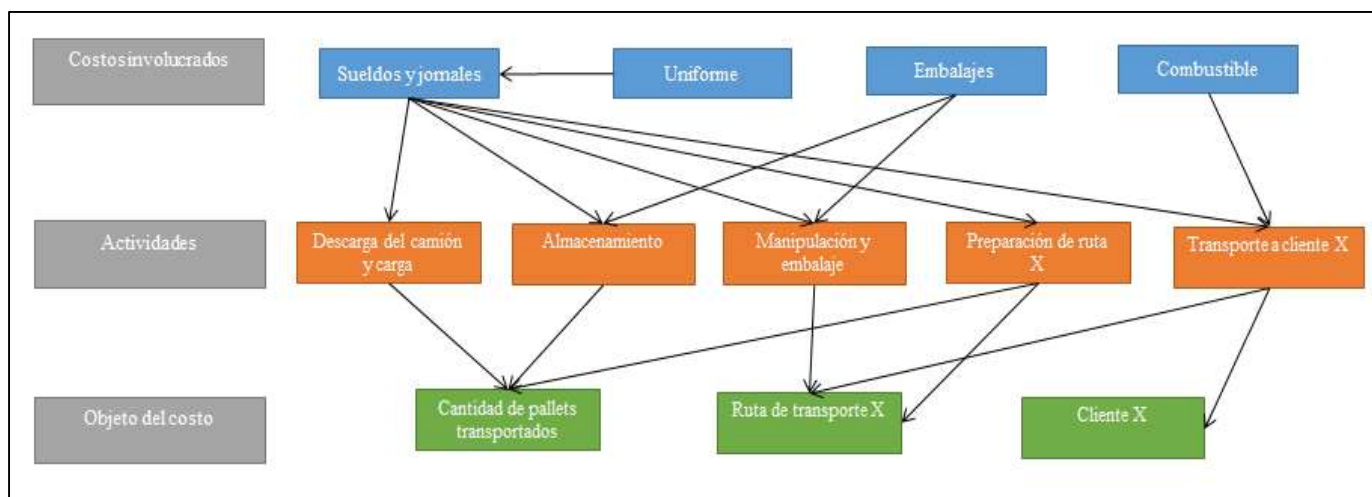 Costos involucrados
Sueldos y jornales
Uniforme
Embalajes
Combustible
Actividades
Descarga del camión
y carga
Almacenamiento
Manipulación y
embalaje
Preparación de ruta
X
Transporte a cliente X
Objeto del costo
Cantidad de pallets
transportados
Ruta de transporte X
Cliente X